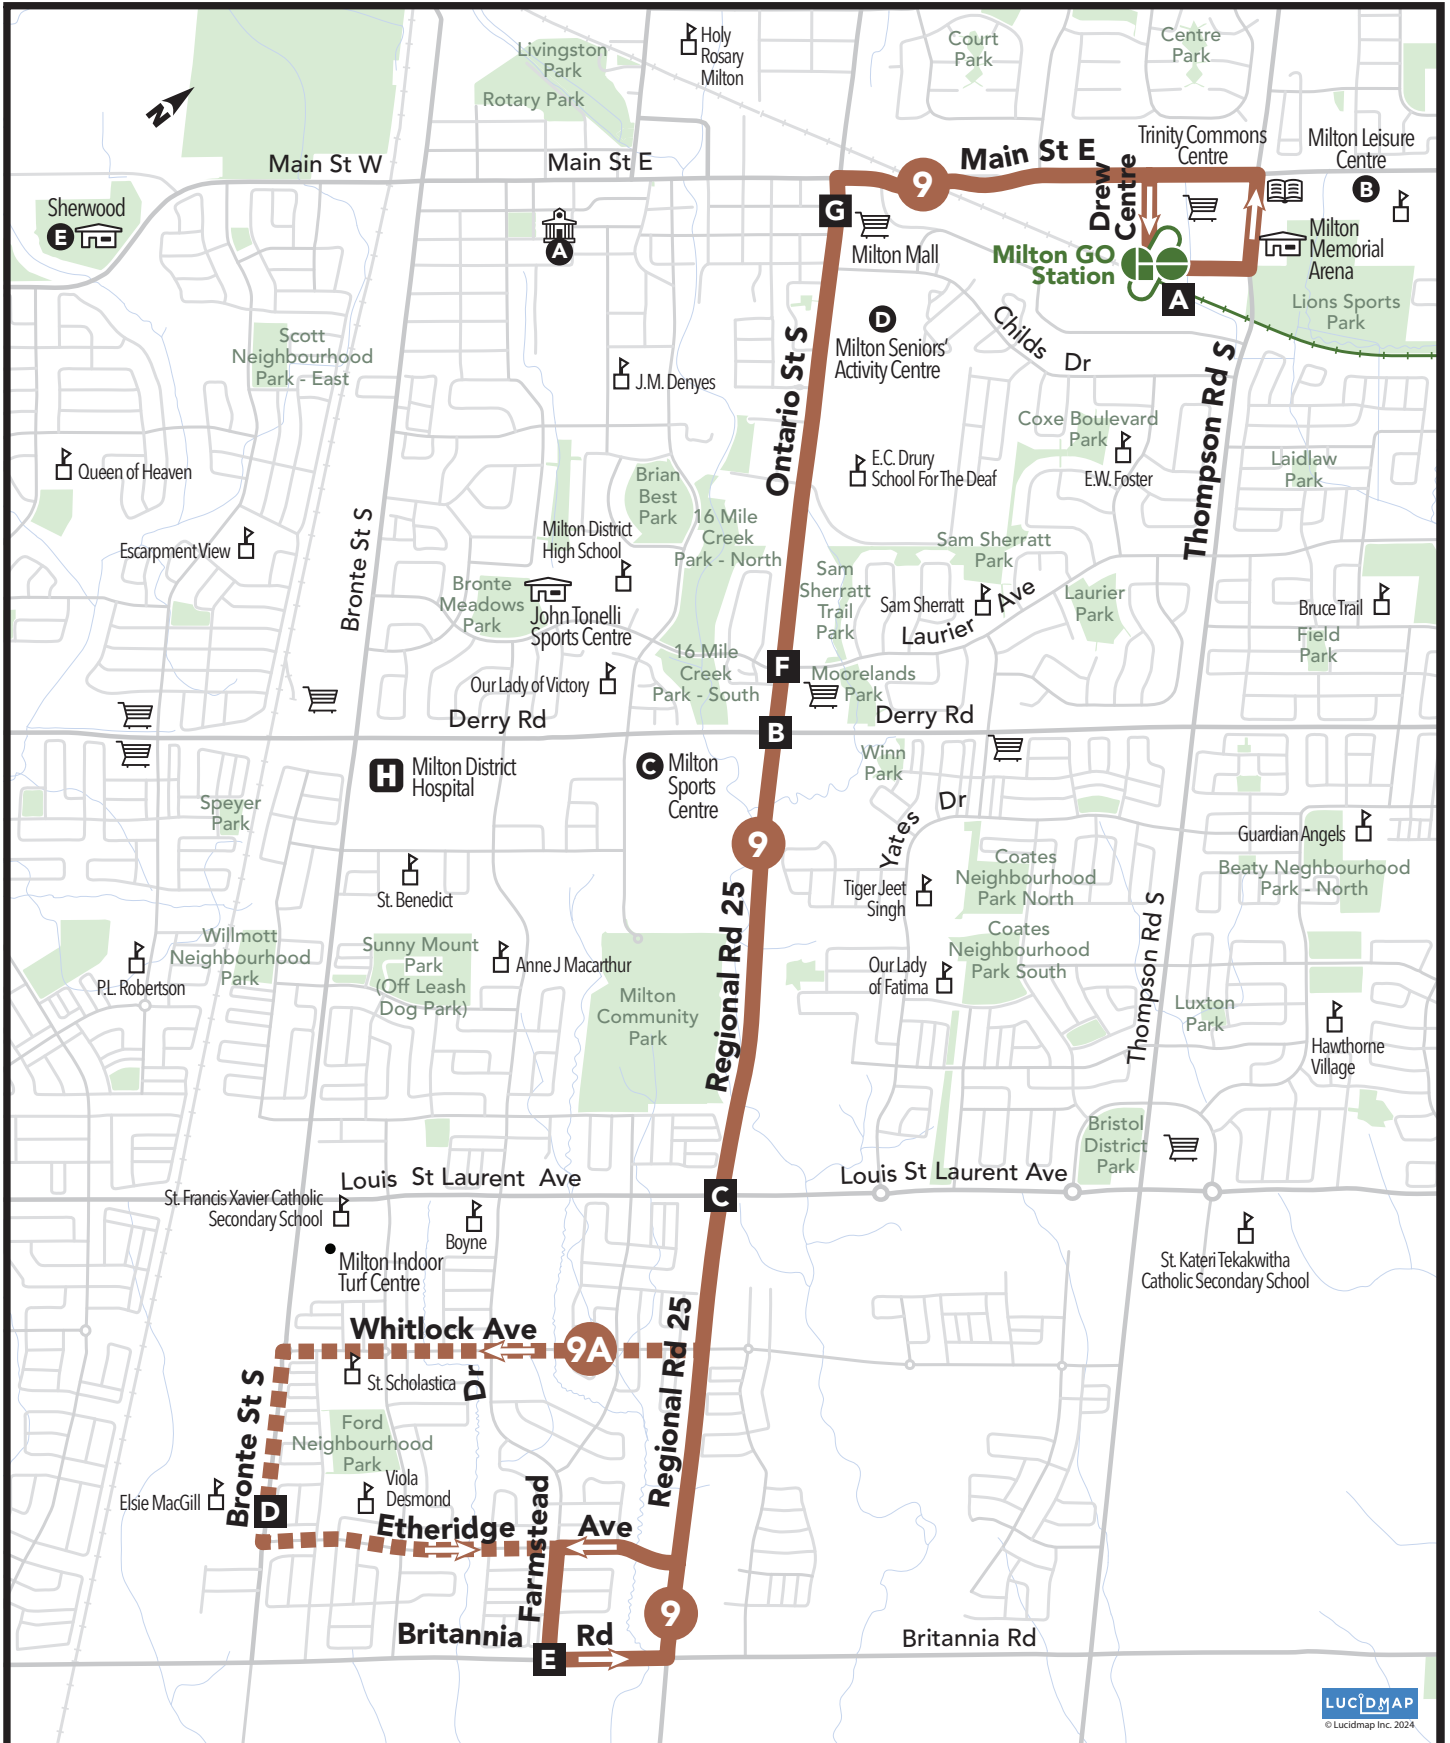 Holy
Rosary
Milton
Livingston
Park
Rotary Park
Court
Park
Centre
Park
N
Main St W
Main St E
Main St E
9
Drew
Centre
Trinity Commons
Centre
Milton Leisure
Centre
B
Sherwood
E
A
G
Milton Mall
Milton GO
Station
A
Milton
Memorial
Arena
Lions Sports
Park
Scott
Neighbourhood
Park - East
D
Milton Seniors'
Activity Centre
Childs
Dr
J.M. Denyes
Ontario St S
Thompson Rd S
Coxe Boulevard
Park
E.W. Foster
Laidlaw
Park
Queen of Heaven
Brian
Best
Park
E.C. Drury
School For The Deaf
16 Mile
Creek
Park - North
Milton District
High School
Escarpment View
Bronte St S
Sam Sherratt
Park
Sam
Sherratt
Trail
Park
Bronte
Meadows
Park
John Tonelli
Sports Centre
Sam Sherratt
Laurier
Ave
Laurier
Park
Bruce Trail
Field
Park
16 Mile
Creek
Park - South
F
Moorelands
Park
Our Lady of Victory
Derry Rd
Derry Rd
B
H
Milton District
Hospital
C
Milton
Sports
Centre
Winn
Park
Speyer
Park
9
Yates
Dr
Guardian Angels
Coates
Neighbourhood
Park North
Beaty Neghbourhood
Park - North
St. Benedict
Tiger Jeet
Singh
Regional Rd 25
Thompson Rd S
Willmott
Neighbourhood
Park
Sunny Mount
Park
(Off Leash
Dog Park)
Anne J Macarthur
P.L. Robertson
Coates
Neighbourhood
Park South
Our Lady
of Fatima
Milton
Community
Park
Luxton
Park
Hawthorne
Village
Bristol
District
Park
Louis St Laurent Ave
Louis St Laurent Ave
C
St. Francis Xavier Catholic
Secondary School
Boyne
Milton Indoor
Turf Centre
St. Kateri Tekakwitha
Catholic Secondary School
Whitlock Ave
9A
Regional Rd 25
St. Scholastica
Dr
Bronte St S
Ford
Neighbourhood
Park
Viola
Desmond
Elsie MacGill
D
Etheridge
Ave
Farmstead
9
Britannia
Rd
E
Britannia Rd
LUCIDMAP
© Lucidmap Inc. 2024